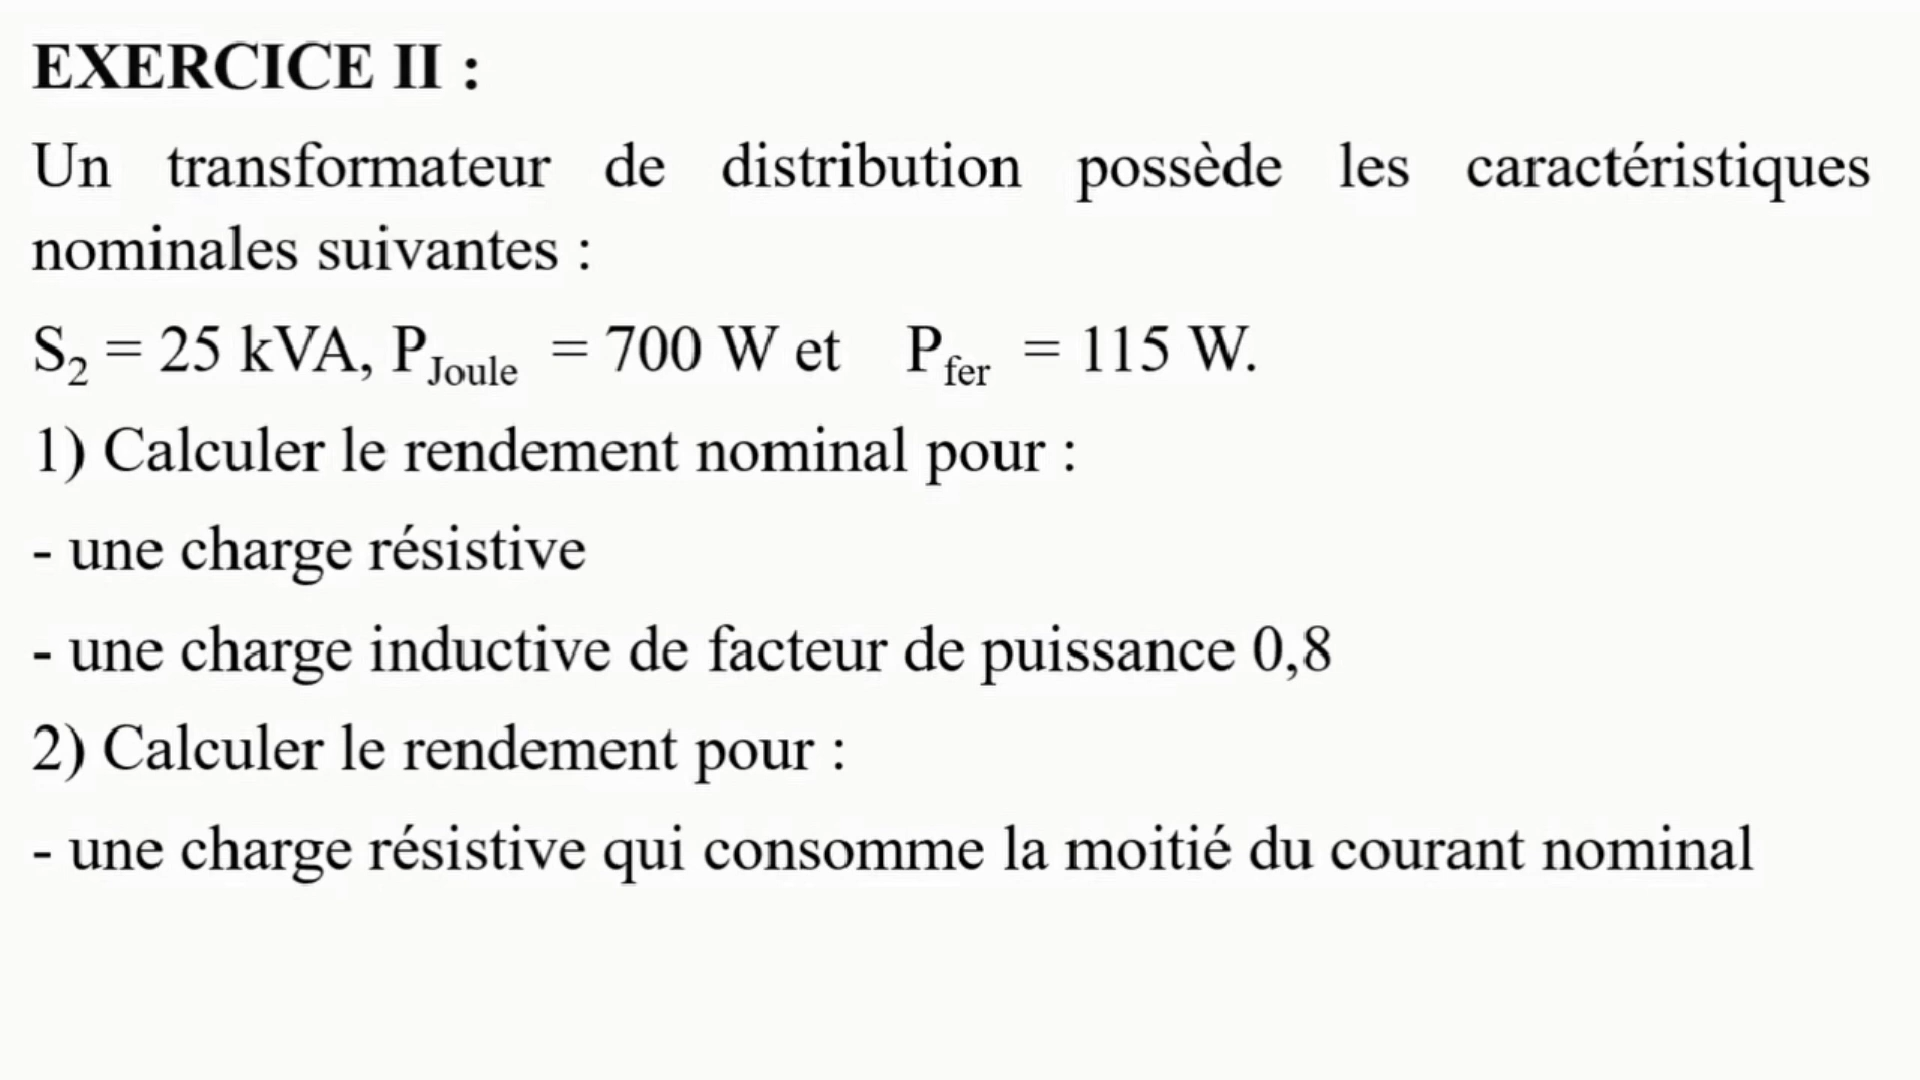 EXERCICE II :
Un transformateur de distribution possède les caractéristiques
nominales suivantes :
S₂ = 25 kVA, P_Joule = 700 W et P_fer = 115 W.
1) Calculer le rendement nominal pour :
- une charge résistive
- une charge inductive de facteur de puissance 0,8
2) Calculer le rendement pour :
- une charge résistive qui consomme la moitié du courant nominal